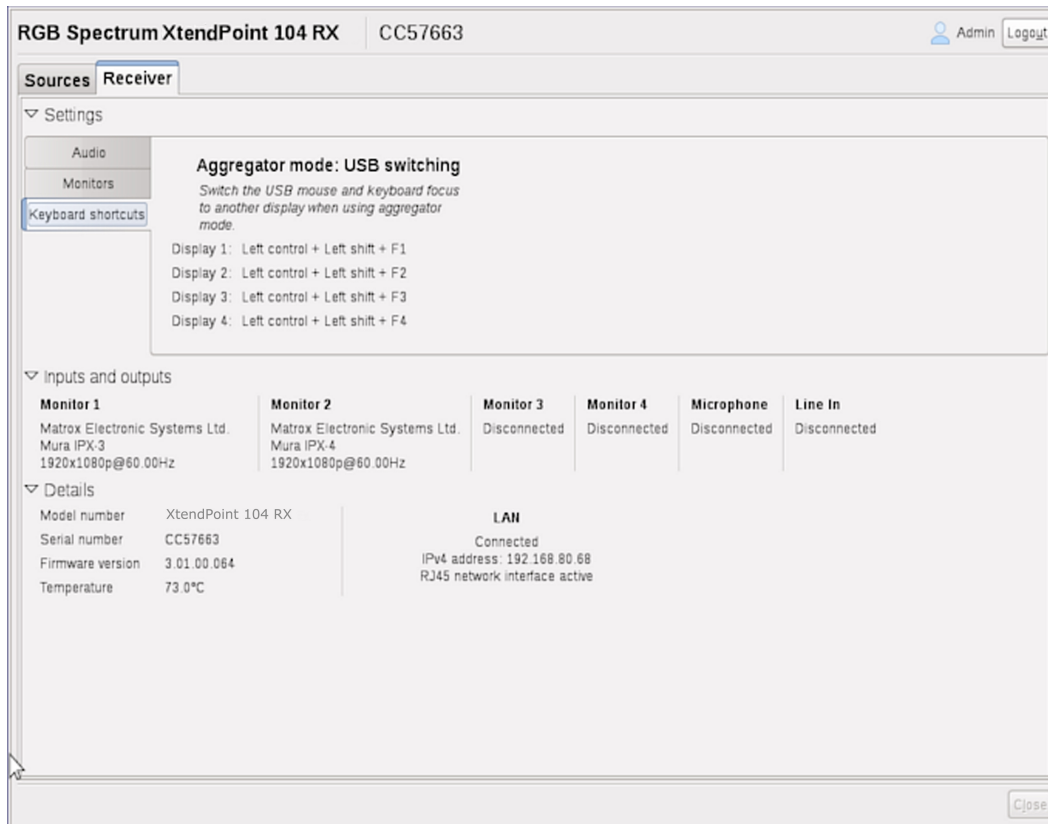 RGB Spectrum XtendPoint 104 RX
CC57663
Admin
Logout
Sources
Receiver
Settings
Audio
Monitors
Keyboard shortcuts
Aggregator mode: USB switching
Switch the USB mouse and keyboard focus
to another display when using aggregator
mode.
Display 1: Left control + Left shift + F1
Display 2: Left control + Left shift + F2
Display 3: Left control + Left shift + F3
Display 4: Left control + Left shift + F4
Inputs and outputs
Monitor 1
Matrox Electronic Systems Ltd.
Mura IPX-3
1920x1080p@60.00Hz
Monitor 2
Matrox Electronic Systems Ltd.
Mura IPX-4
1920x1080p@60.00Hz
Monitor 3
Disconnected
Monitor 4
Disconnected
Microphone
Disconnected
Line In
Disconnected
Details
Model number XtendPoint 104 RX
Serial number CC57663
Firmware version 3.01.00.064
Temperature 73.0°C
LAN
Connected
IPv4 address: 192.168.80.68
RJ45 network interface active
Close